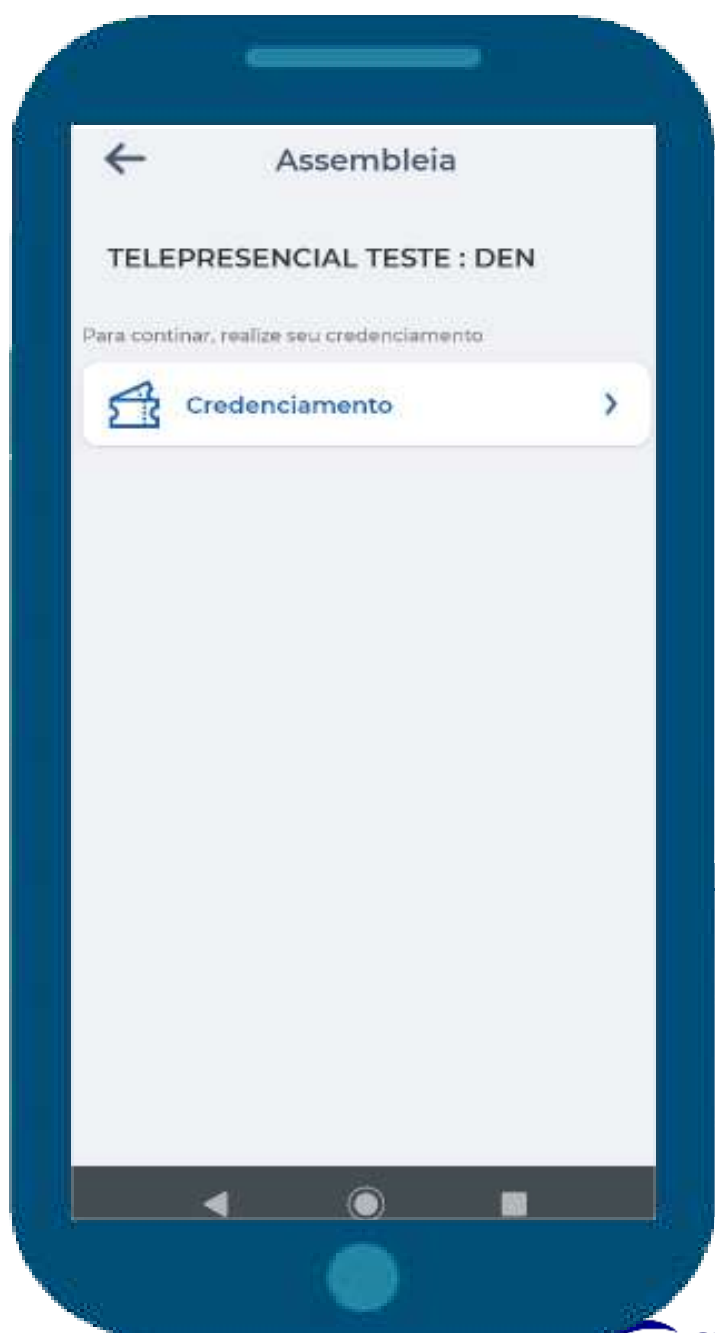 Assembleia
TELEPRESENCIAL TESTE : DEN
Para continar, realize seu credenciamento
Credenciamento